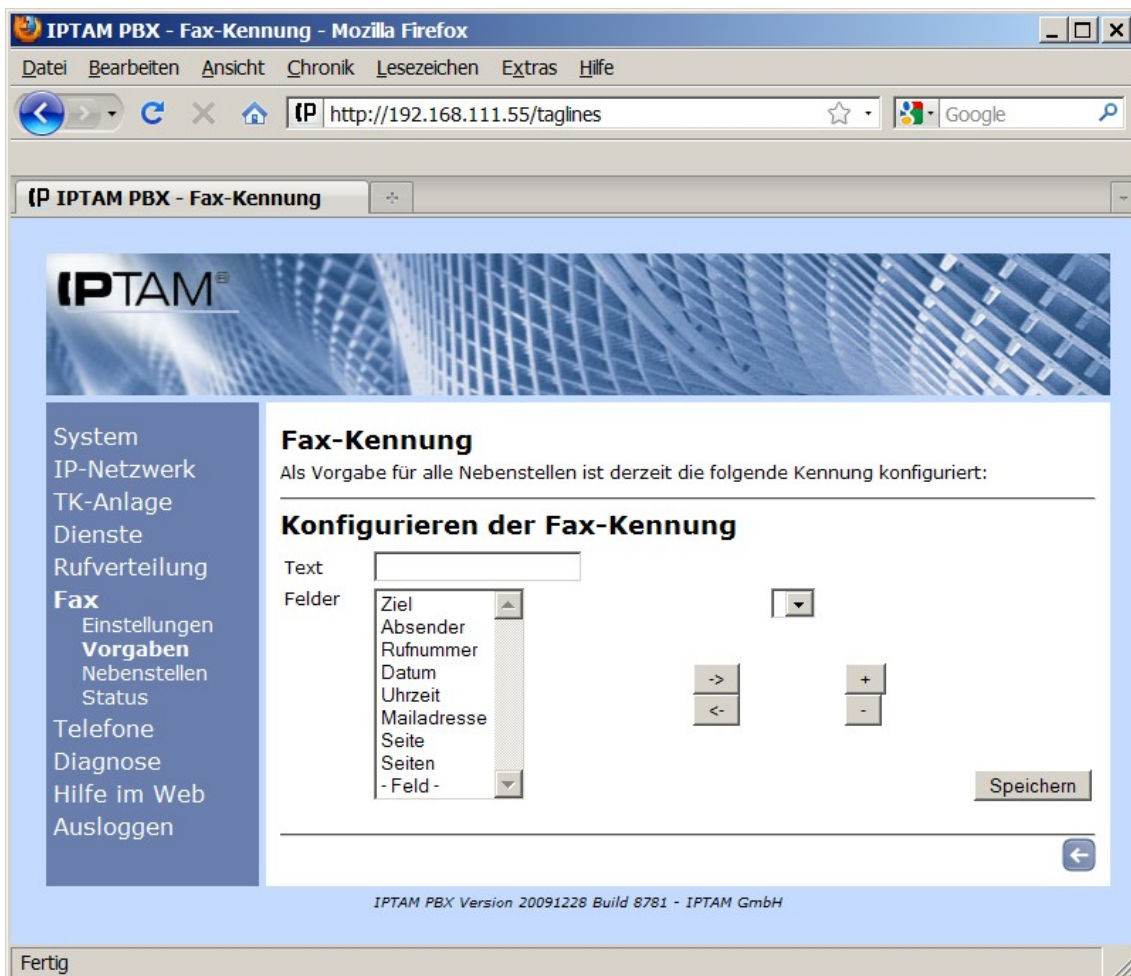 IPTAM PBX - Fax-Kennung - Mozilla Firefox
Datei Bearbeiten Ansicht Chronik Lesezeichen Extras Hilfe
(P http://192.168.111.55/taglines Google
(P IPTAM PBX - Fax-Kennung
IPTAM®
System
IP-Netzwerk
TK-Anlage
Dienste
Rufverteilung
Fax
Einstellungen
Vorgaben
Nebenstellen
Status
Telefone
Diagnose
Hilfe im Web
Ausloggen
Fax-Kennung
Als Vorgabe für alle Nebenstellen ist derzeit die folgende Kennung konfiguriert:
Konfigurieren der Fax-Kennung
Text
Felder
Ziel
Absender
Rufnummer
Datum
Uhrzeit
Mailadresse
Seite
Seiten
- Feld -
-> +
<- -
Speichern
IPTAM PBX Version 20091228 Build 8781 - IPTAM GmbH
Fertig